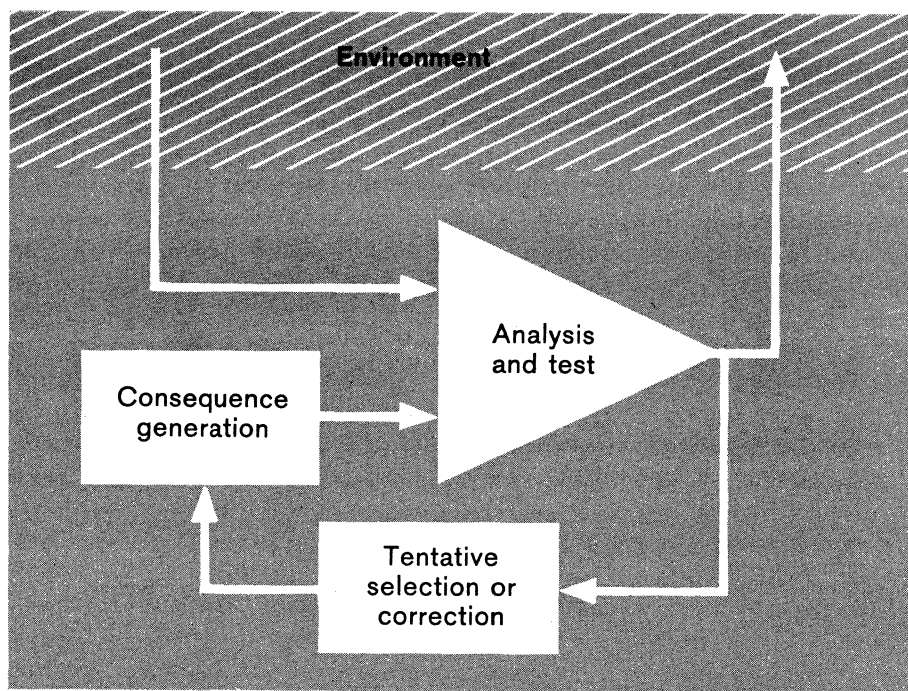 Environment
Analysis
and test
Consequence
generation
Tentative
selection or
correction